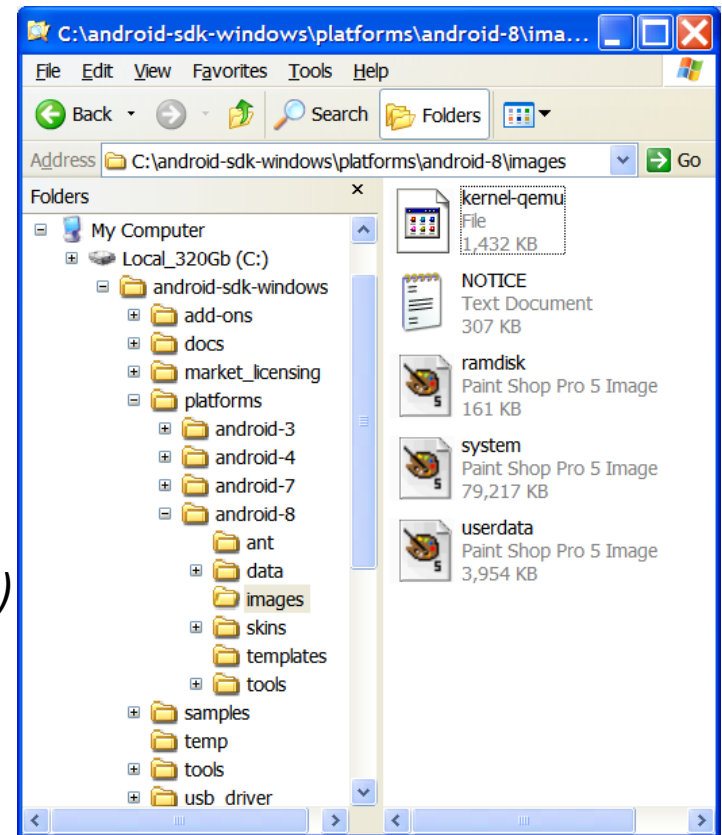 C:\android-sdk-windows\platforms\android-8\ima...
File Edit View Favorites Tools Help
Back Search Folders
Address C:\android-sdk-windows\platforms\android-8\images Go
Folders x
My Computer
Local_320Gb (C:)
android-sdk-windows
add-ons
docs
market_licensing
platforms
android-3
android-4
android-7
android-8
ant
data
images
skins
templates
tools
samples
temp
tools
usb_driver
)
kernel-qemu
File
1,432 KB
NOTICE
Text Document
307 KB
ramdisk
Paint Shop Pro 5 Image
161 KB
5
system
Paint Shop Pro 5 Image
79,217 KB
5
userdata
Paint Shop Pro 5 Image
3,954 KB
5